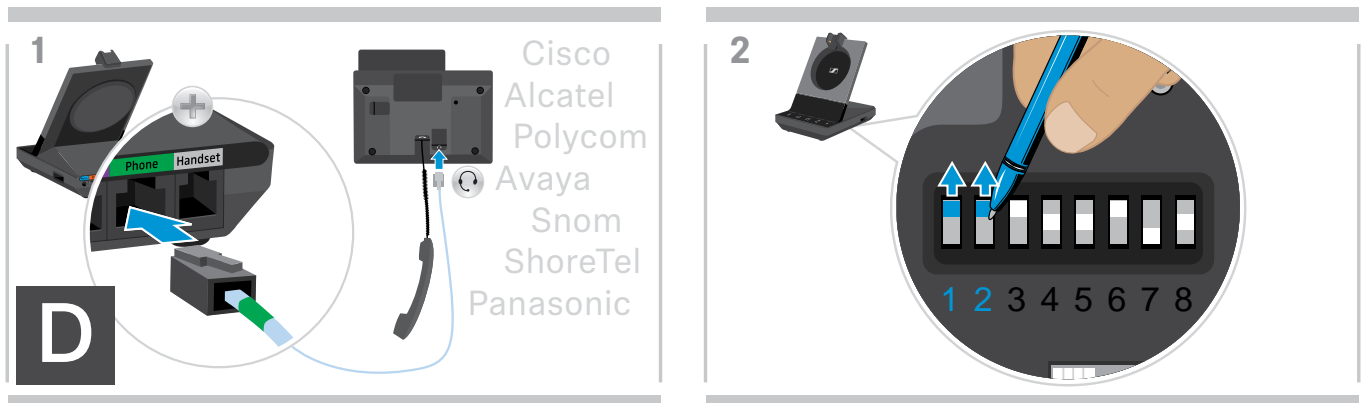 1
Cisco
Alcatel
Polycom
Avaya
Snom
ShoreTel
Panasonic
Phone
Handset
D
2
1 2 3 4 5 6 7 8